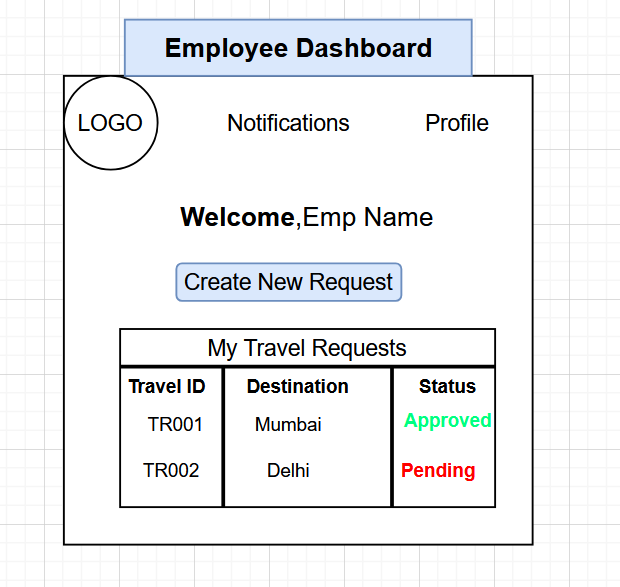 Employee Dashboard
LOGO Notifications Profile
Welcome,Emp Name
Create New Request
My Travel Requests
Travel ID Destination Status
TR001 Mumbai Approved
TR002 Delhi Pending